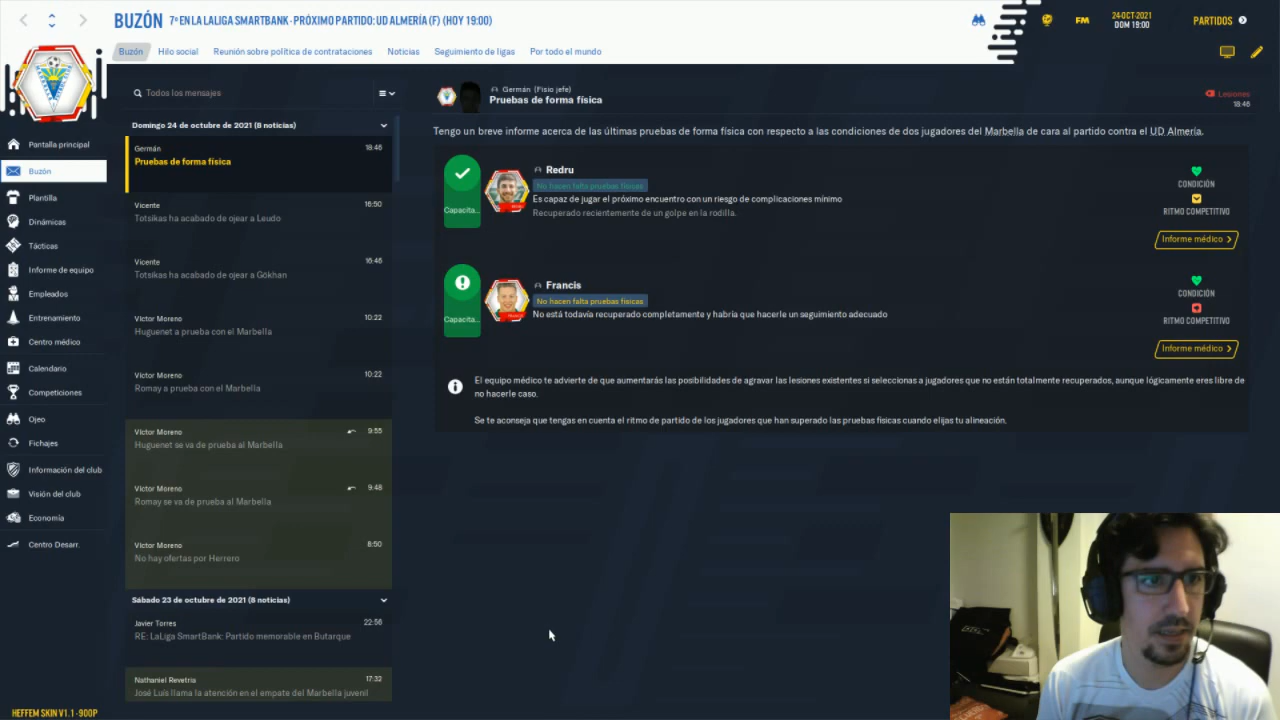 BUZÓN 7º EN LA LALIGA SMARTBANK · PRÓXIMO PARTIDO: UD ALMERÍA (F) (HOY 19:00)
FM
24-OCT-2021
DOM 19:00
PARTIDOS
Buzón Hilo social Reunión sobre política de contrataciones Noticias Seguimiento de ligas Por todo el mundo
Pantalla principal
Buzón
Plantilla
Dinámicas
Tácticas
Informe de equipo
Empleados
Entrenamiento
Centro médico
Calendario
Competiciones
Ojeo
Fichajes
Información del club
Visión del club
Economía
Centro Desarr.
HEFFEM SKIN V1.1 - 900P
Todos los mensajes
Domingo 24 de octubre de 2021 (8 noticias)
Germán 18:46
Pruebas de forma física
Vicente 16:50
Totsikas ha acabado de ojear a Leudo
Vicente 16:46
Totsikas ha acabado de ojear a Gökhan
Víctor Moreno 10:22
Huguenet a prueba con el Marbella
Víctor Moreno 10:22
Romay a prueba con el Marbella
Víctor Moreno 9:55
Huguenet se va de prueba al Marbella
Víctor Moreno 9:48
Romay se va de prueba al Marbella
Víctor Moreno 8:50
No hay ofertas por Herrero
Sábado 23 de octubre de 2021 (8 noticias)
Javier Torres 22:56
RE: LaLiga SmartBank: Partido memorable en Butarque
Nathaniel Revetria 17:32
José Luís llama la atención en el empate del Marbella juvenil
Germán (Fisio jefe)
Pruebas de forma física
Lesiones
18:46
Tengo un breve informe acerca de las últimas pruebas de forma física con respecto a las condiciones de dos jugadores del Marbella de cara al partido contra el UD Almería.
Capacita...
Redru
No hacen falta pruebas físicas
Es capaz de jugar el próximo encuentro con un riesgo de complicaciones mínimo
Recuperado recientemente de un golpe en la rodilla.
CONDICIÓN
RITMO COMPETITIVO
Informe médico
Capacita...
Francis
No hacen falta pruebas físicas
No está todavía recuperado completamente y habría que hacerle un seguimiento adecuado
CONDICIÓN
RITMO COMPETITIVO
Informe médico
El equipo médico te advierte de que aumentarás las posibilidades de agravar las lesiones existentes si seleccionas a jugadores que no están totalmente recuperados, aunque lógicamente eres libre de
no hacerle caso.
Se te aconseja que tengas en cuenta el ritmo de partido de los jugadores que han superado las pruebas físicas cuando elijas tu alineación.